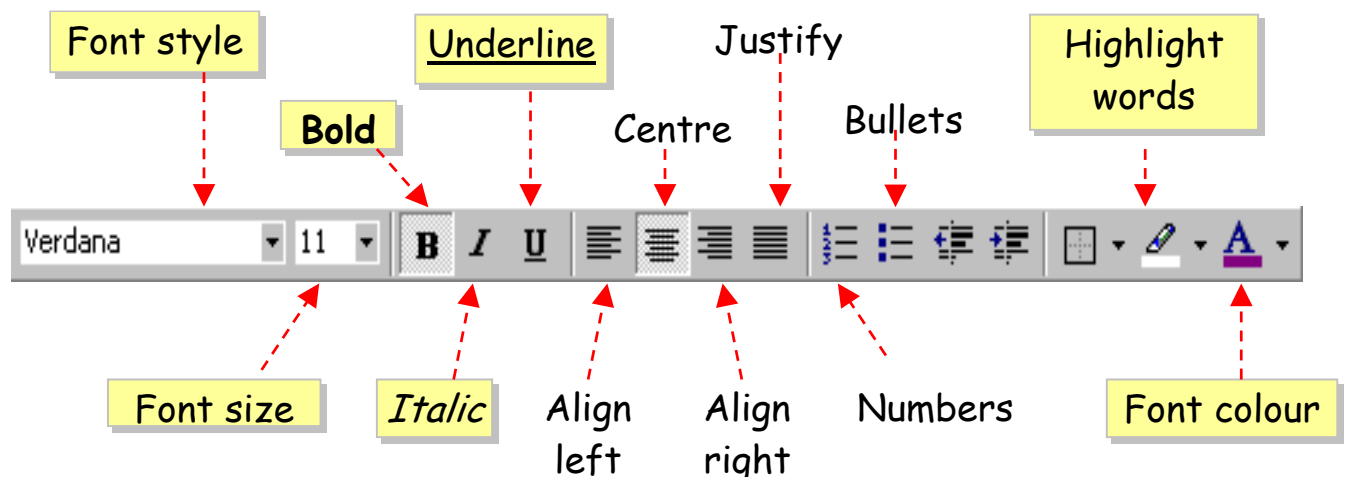 Font style
Underline
Justify
Highlight
words
Bold
Centre
Bullets
Verdana 11 B I U A
Font size
Italic
Align
left
Align
right
Numbers
Font colour